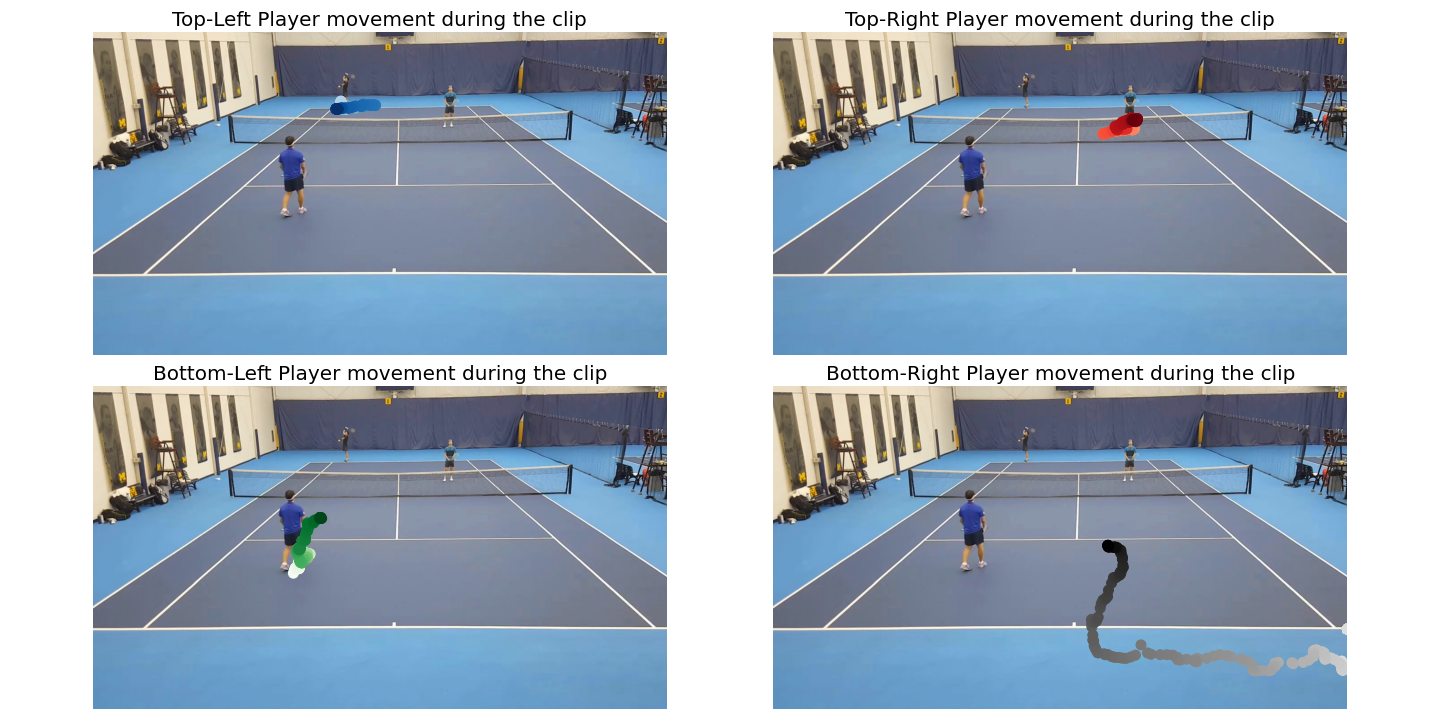 Top-Left Player movement during the clip
Top-Right Player movement during the clip
Bottom-Left Player movement during the clip
Bottom-Right Player movement during the clip